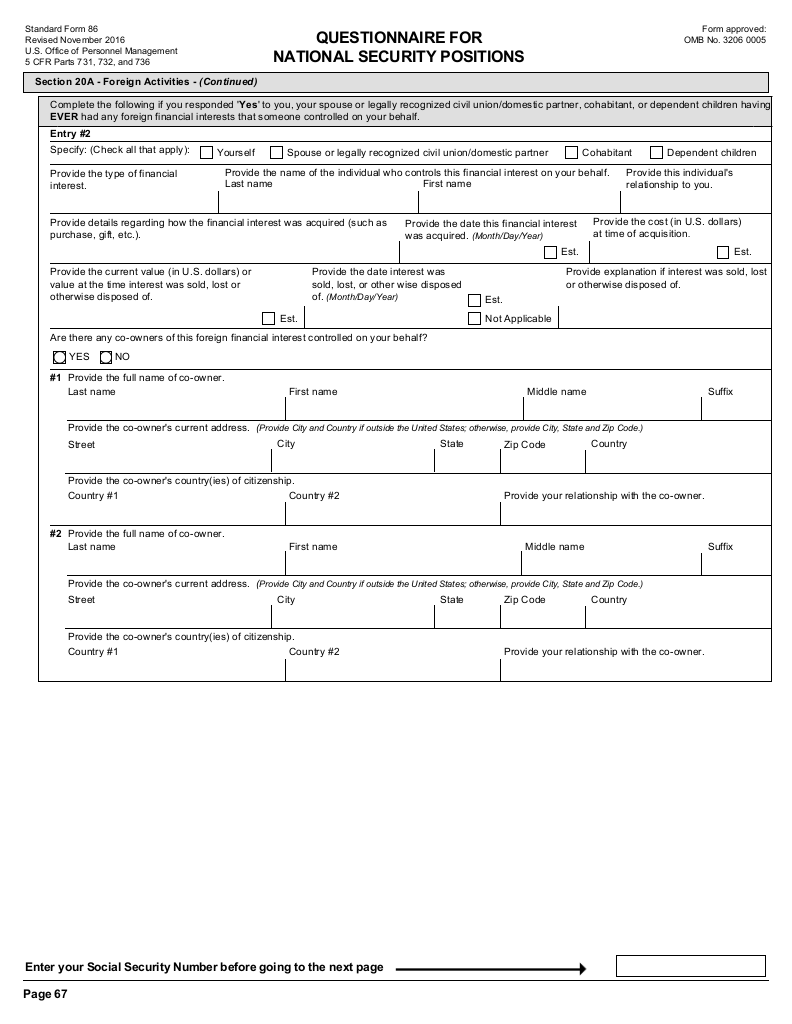 Standard Form 86
Revised November 2016
U.S. Office of Personnel Management
5 CFR Parts 731, 732, and 736
QUESTIONNAIRE FOR
NATIONAL SECURITY POSITIONS
Form approved:
OMB No. 3206 0005
Section 20A - Foreign Activities - (Continued)
Complete the following if you responded 'Yes' to you, your spouse or legally recognized civil union/domestic partner, cohabitant, or dependent children having
EVER had any foreign financial interests that someone controlled on your behalf.
Entry #2
Specify: (Check all that apply): Yourself Spouse or legally recognized civil union/domestic partner Cohabitant Dependent children
Provide the type of financial
interest.
Provide the name of the individual who controls this financial interest on your behalf.
Last name First name
Provide this individual's
relationship to you.
Provide details regarding how the financial interest was acquired (such as
purchase, gift, etc.).
Provide the date this financial interest
was acquired. (Month/Day/Year)
Est.
Provide the cost (in U.S. dollars)
at time of acquisition.
Est.
Provide the current value (in U.S. dollars) or
value at the time interest was sold, lost or
otherwise disposed of.
Est.
Provide the date interest was
sold, lost, or other wise disposed
of. (Month/Day/Year)
Est.
Not Applicable
Provide explanation if interest was sold, lost
or otherwise disposed of.
Are there any co-owners of this foreign financial interest controlled on your behalf?
YES NO
#1 Provide the full name of co-owner.
Last name First name Middle name Suffix
Provide the co-owner's current address. (Provide City and Country if outside the United States; otherwise, provide City, State and Zip Code.)
Street City State Zip Code Country
Provide the co-owner's country(ies) of citizenship.
Country #1 Country #2 Provide your relationship with the co-owner.
#2 Provide the full name of co-owner.
Last name First name Middle name Suffix
Provide the co-owner's current address. (Provide City and Country if outside the United States; otherwise, provide City, State and Zip Code.)
Street City State Zip Code Country
Provide the co-owner's country(ies) of citizenship.
Country #1 Country #2 Provide your relationship with the co-owner.
Enter your Social Security Number before going to the next page
Page 67